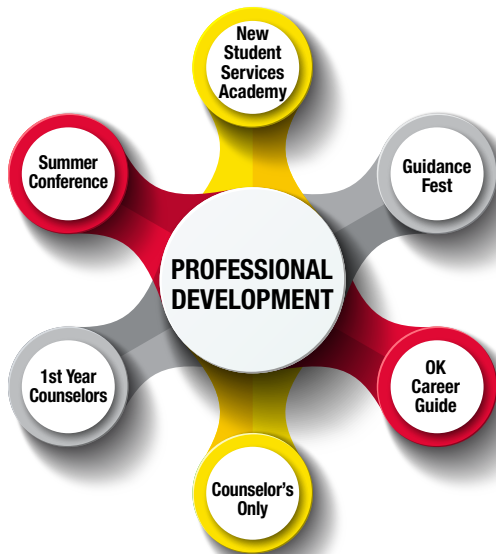 New
Student
Services
Academy
Summer
Conference
Guidance
Fest
PROFESSIONAL
DEVELOPMENT
1st Year
Counselors
OK
Career
Guide
Counselor's
Only